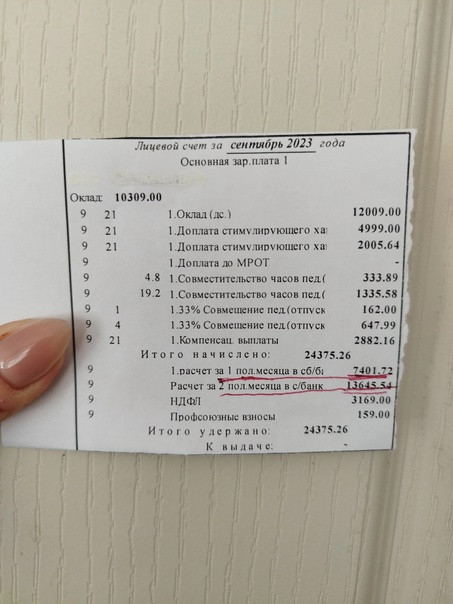 Лицевой счет за сентябрь 2023 года
Основная зар.плата 1
Оклад: 10309.00
9 21 1.Оклад (дс.) 12009.00
9 21 1.Доплата стимулирующего ха 4999.00
9 21 1.Доплата стимулирующего ха 2005.64
9 1.Доплата до МРОТ -
9 4.8 1.Совместительство часов пед.( 333.89
9 19.2 1.Совместительство часов пед.( 1335.58
9 1 1.33% Совмещение пед.(отпуск 162.00
9 4 1.33% Совмещение пед.(отпуск 647.99
9 21 1.Компенсац. выплаты 2882.16
Итого начислено: 24375.26
9 1.расчет за 1 пол.месяца в сб/ба 7401.72
9 Расчет за 2 пол.месяца в с/банк 13645.54
9 НДФЛ 3169.00
9 Профсоюзные взносы 159.00
Итого удержано: 24375.26
К выдаче: -